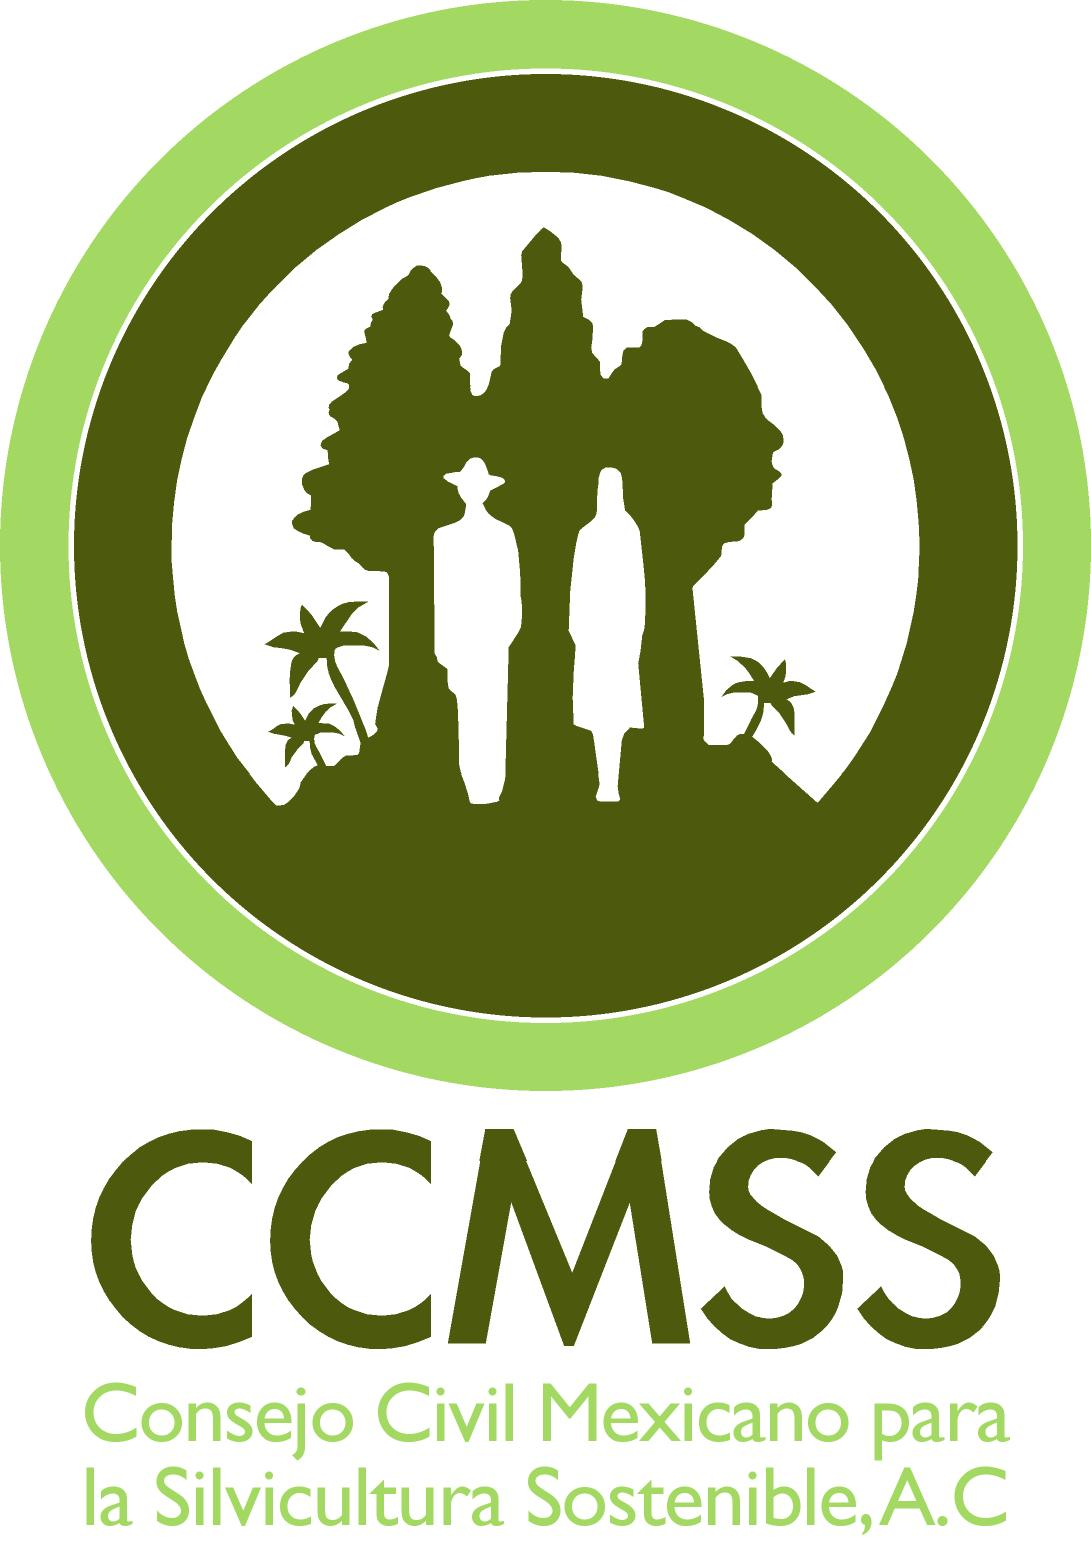 CCMSS
Consejo Civil Mexicano para
la Silvicultura Sostenible, A.C